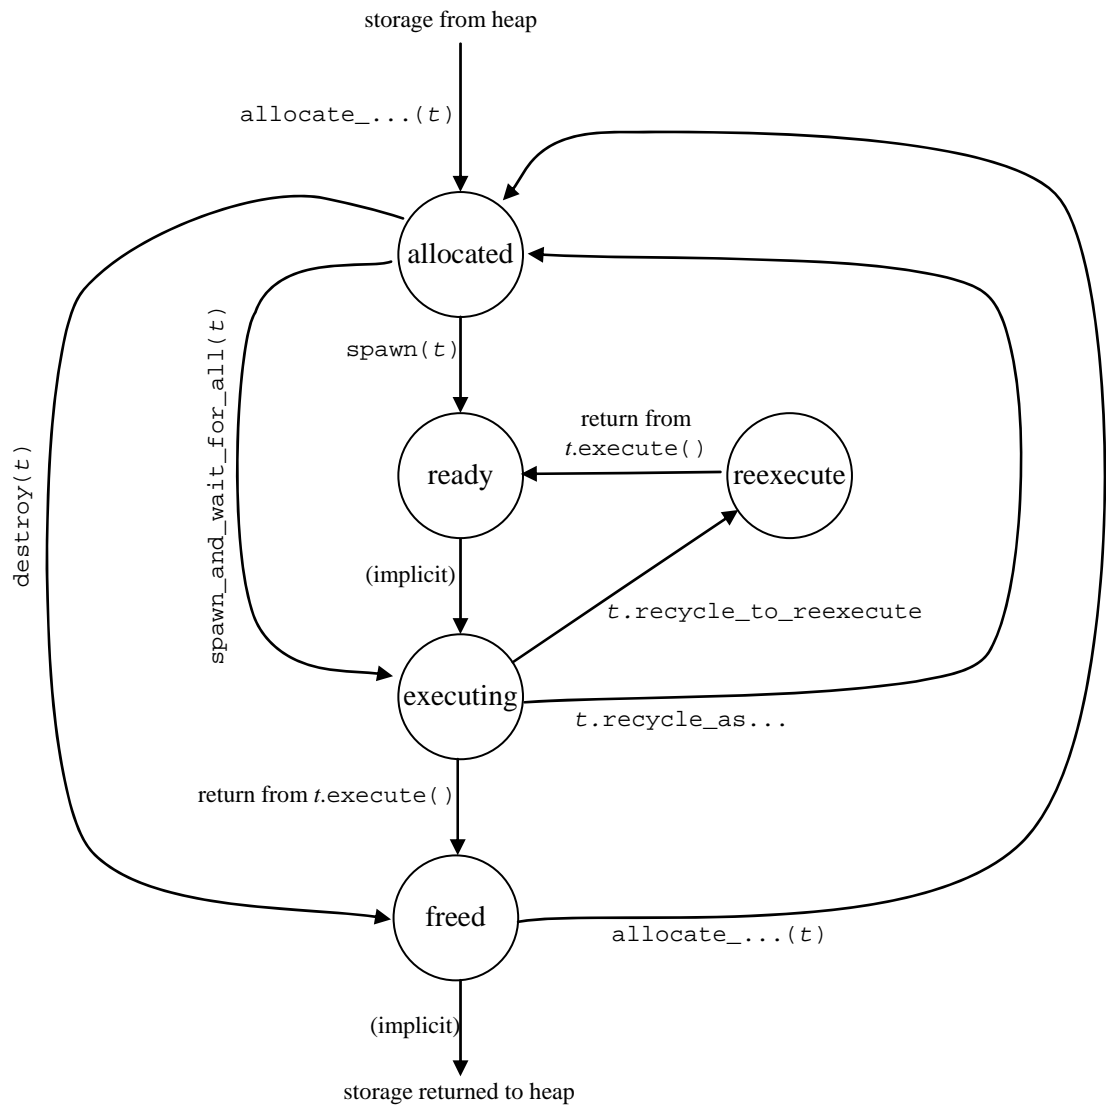 storage from heap
allocate_...(t)
allocated
spawn(t)
spawn_and_wait_for_all(t)
destroy(t)
return from
t.execute()
ready
reexecute
(implicit)
t.recycle_to_reexecute
executing
t.recycle_as...
return from t.execute()
freed
allocate_...(t)
(implicit)
storage returned to heap